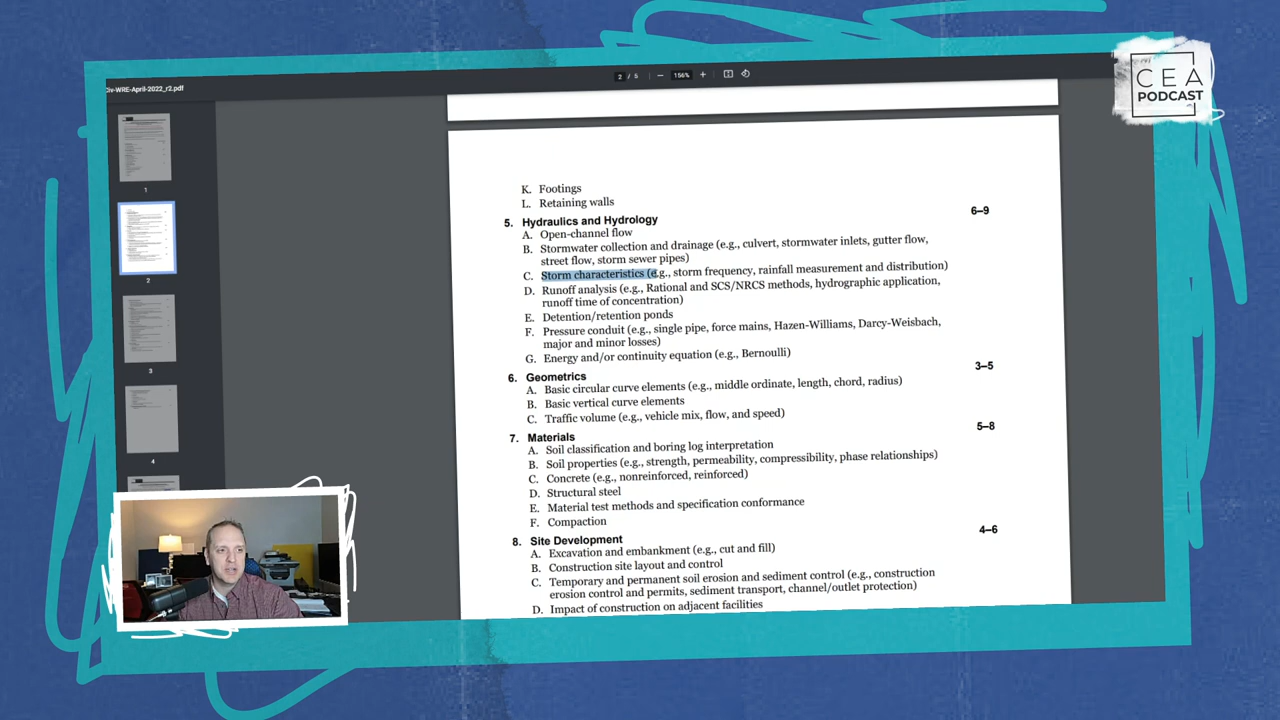 CEA
PODCAST
Civ-WRE-April-2022_r2.pdf
2 / 5
156%
1
2
3
4
K. Footings
L. Retaining walls
5. Hydraulics and Hydrology 6–9
A. Open-channel flow
B. Stormwater collection and drainage (e.g., culvert, stormwater inlets, gutter flow,
street flow, storm sewer pipes)
C. Storm characteristics (e.g., storm frequency, rainfall measurement and distribution)
D. Runoff analysis (e.g., Rational and SCS/NRCS methods, hydrographic application,
runoff time of concentration)
E. Detention/retention ponds
F. Pressure conduit (e.g., single pipe, force mains, Hazen-Williams, Darcy-Weisbach,
major and minor losses)
G. Energy and/or continuity equation (e.g., Bernoulli)
6. Geometrics 3–5
A. Basic circular curve elements (e.g., middle ordinate, length, chord, radius)
B. Basic vertical curve elements
C. Traffic volume (e.g., vehicle mix, flow, and speed)
7. Materials 5–8
A. Soil classification and boring log interpretation
B. Soil properties (e.g., strength, permeability, compressibility, phase relationships)
C. Concrete (e.g., nonreinforced, reinforced)
D. Structural steel
E. Material test methods and specification conformance
F. Compaction
8. Site Development 4–6
A. Excavation and embankment (e.g., cut and fill)
B. Construction site layout and control
C. Temporary and permanent soil erosion and sediment control (e.g., construction
erosion control and permits, sediment transport, channel/outlet protection)
D. Impact of construction on adjacent facilities